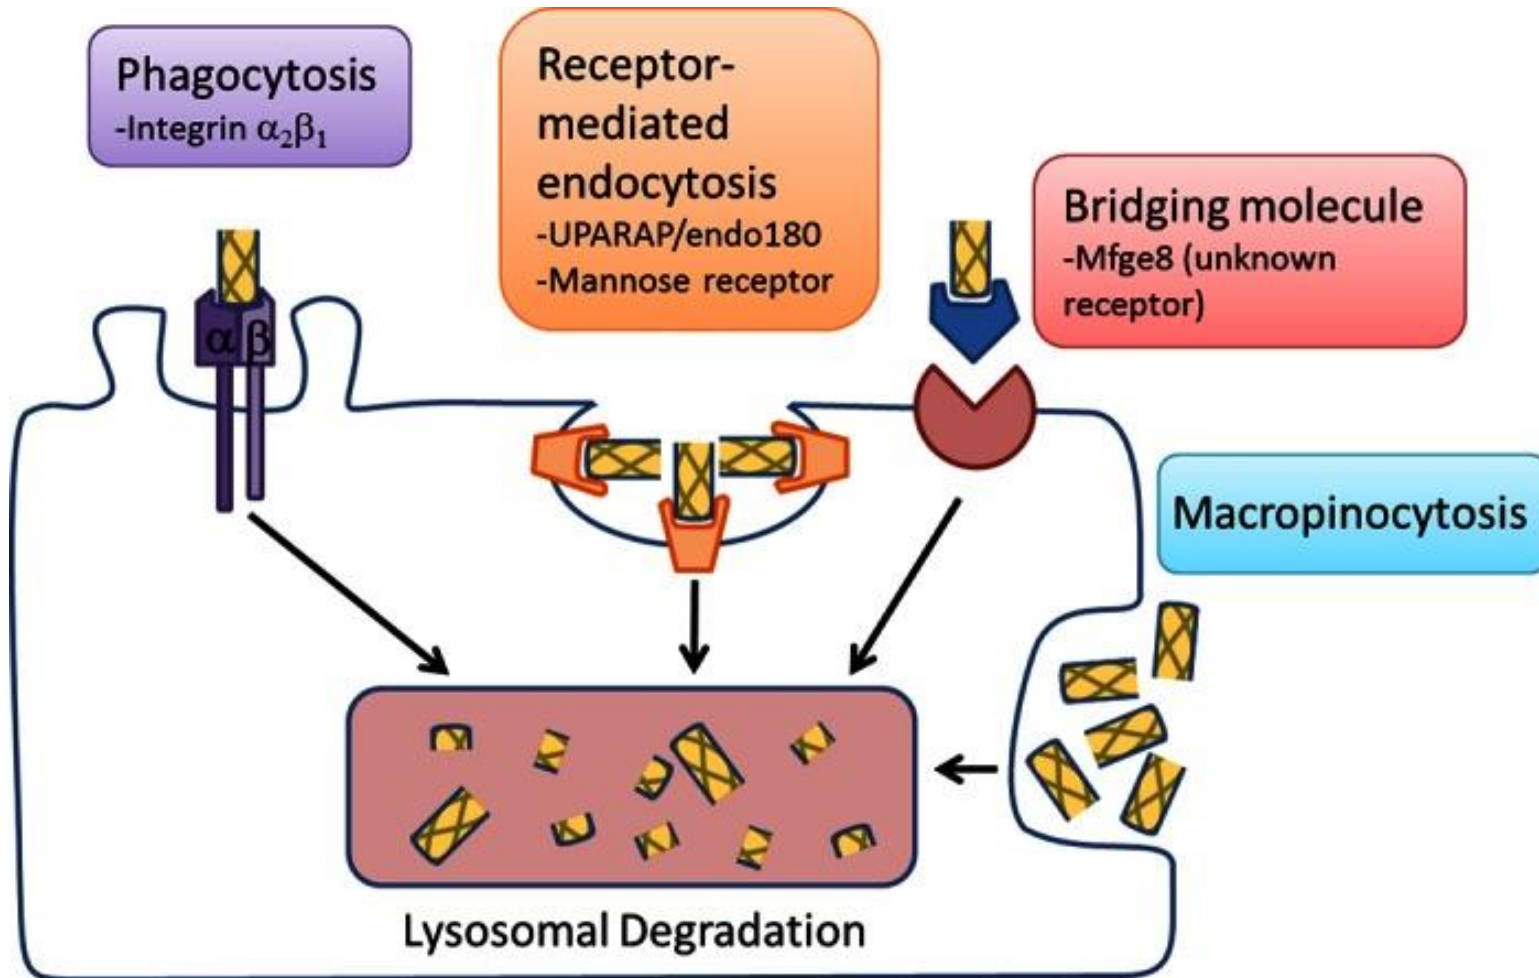 Phagocytosis
-Integrin α₂β₁
Receptor-
mediated
endocytosis
-UPARAP/endo180
-Mannose receptor
Bridging molecule
-Mfge8 (unknown
receptor)
α β
Macropinocytosis
Lysosomal Degradation